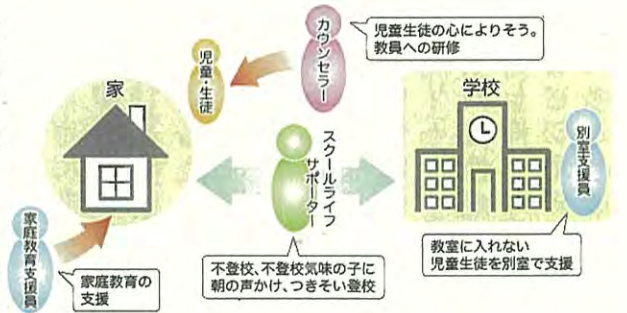 カウンセラー
児童生徒の心によりそう。
教員への研修
児童・生徒
家
学校
スクールライフ
サポーター
別室支援員
家庭教育支援員
家庭教育の
支援
不登校、不登校気味の子に
朝の声かけ、つきそい登校
教室に入れない
児童生徒を別室で支援